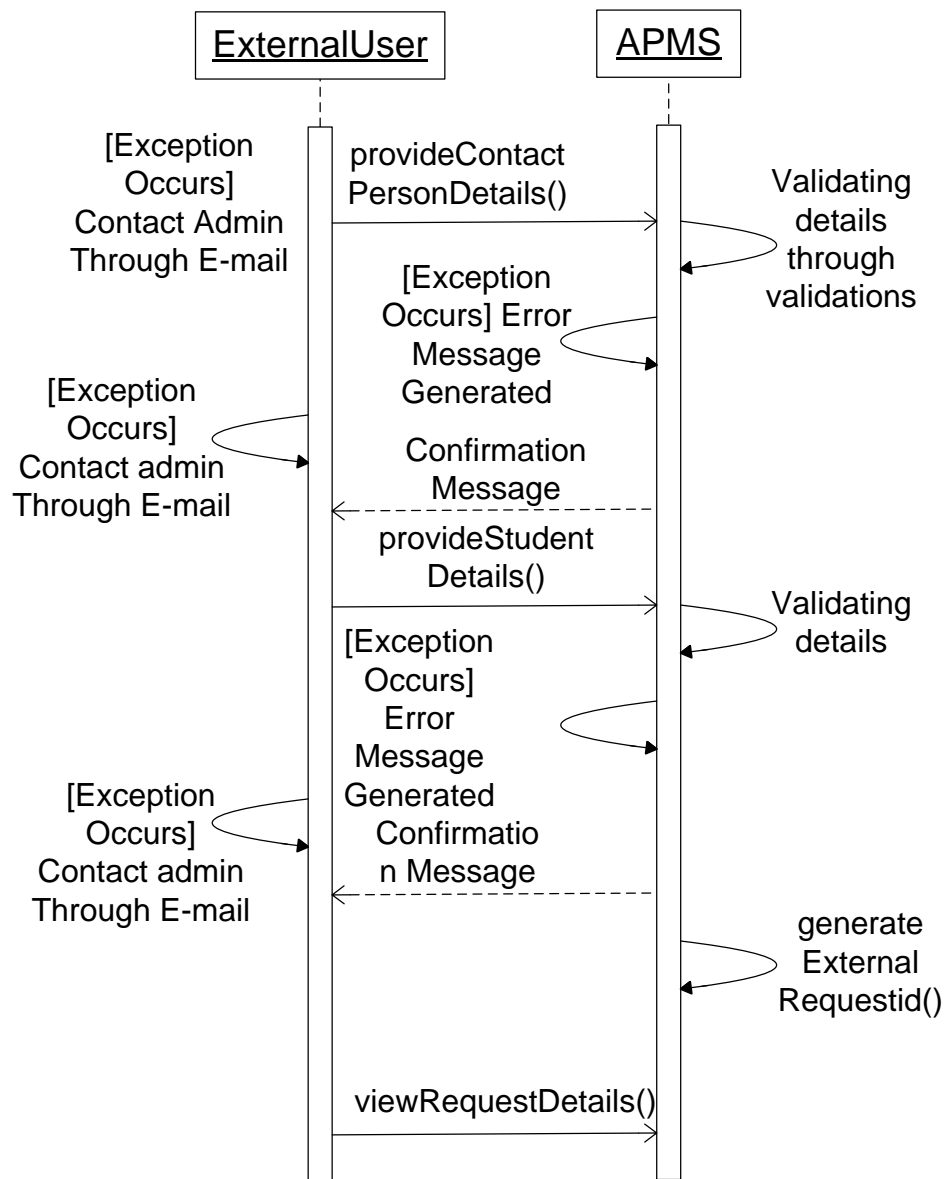 ExternalUser
APMS
[Exception
Occurs]
Contact Admin
Through E-mail
provideContact
PersonDetails()
Validating
details
through
validations
[Exception
Occurs] Error
Message
Generated
[Exception
Occurs]
Contact admin
Through E-mail
Confirmation
Message
provideStudent
Details()
Validating
details
[Exception
Occurs]
Error
Message
Generated
[Exception
Occurs]
Contact admin
Through E-mail
Confirmatio
n Message
generate
External
Requestid()
viewRequestDetails()